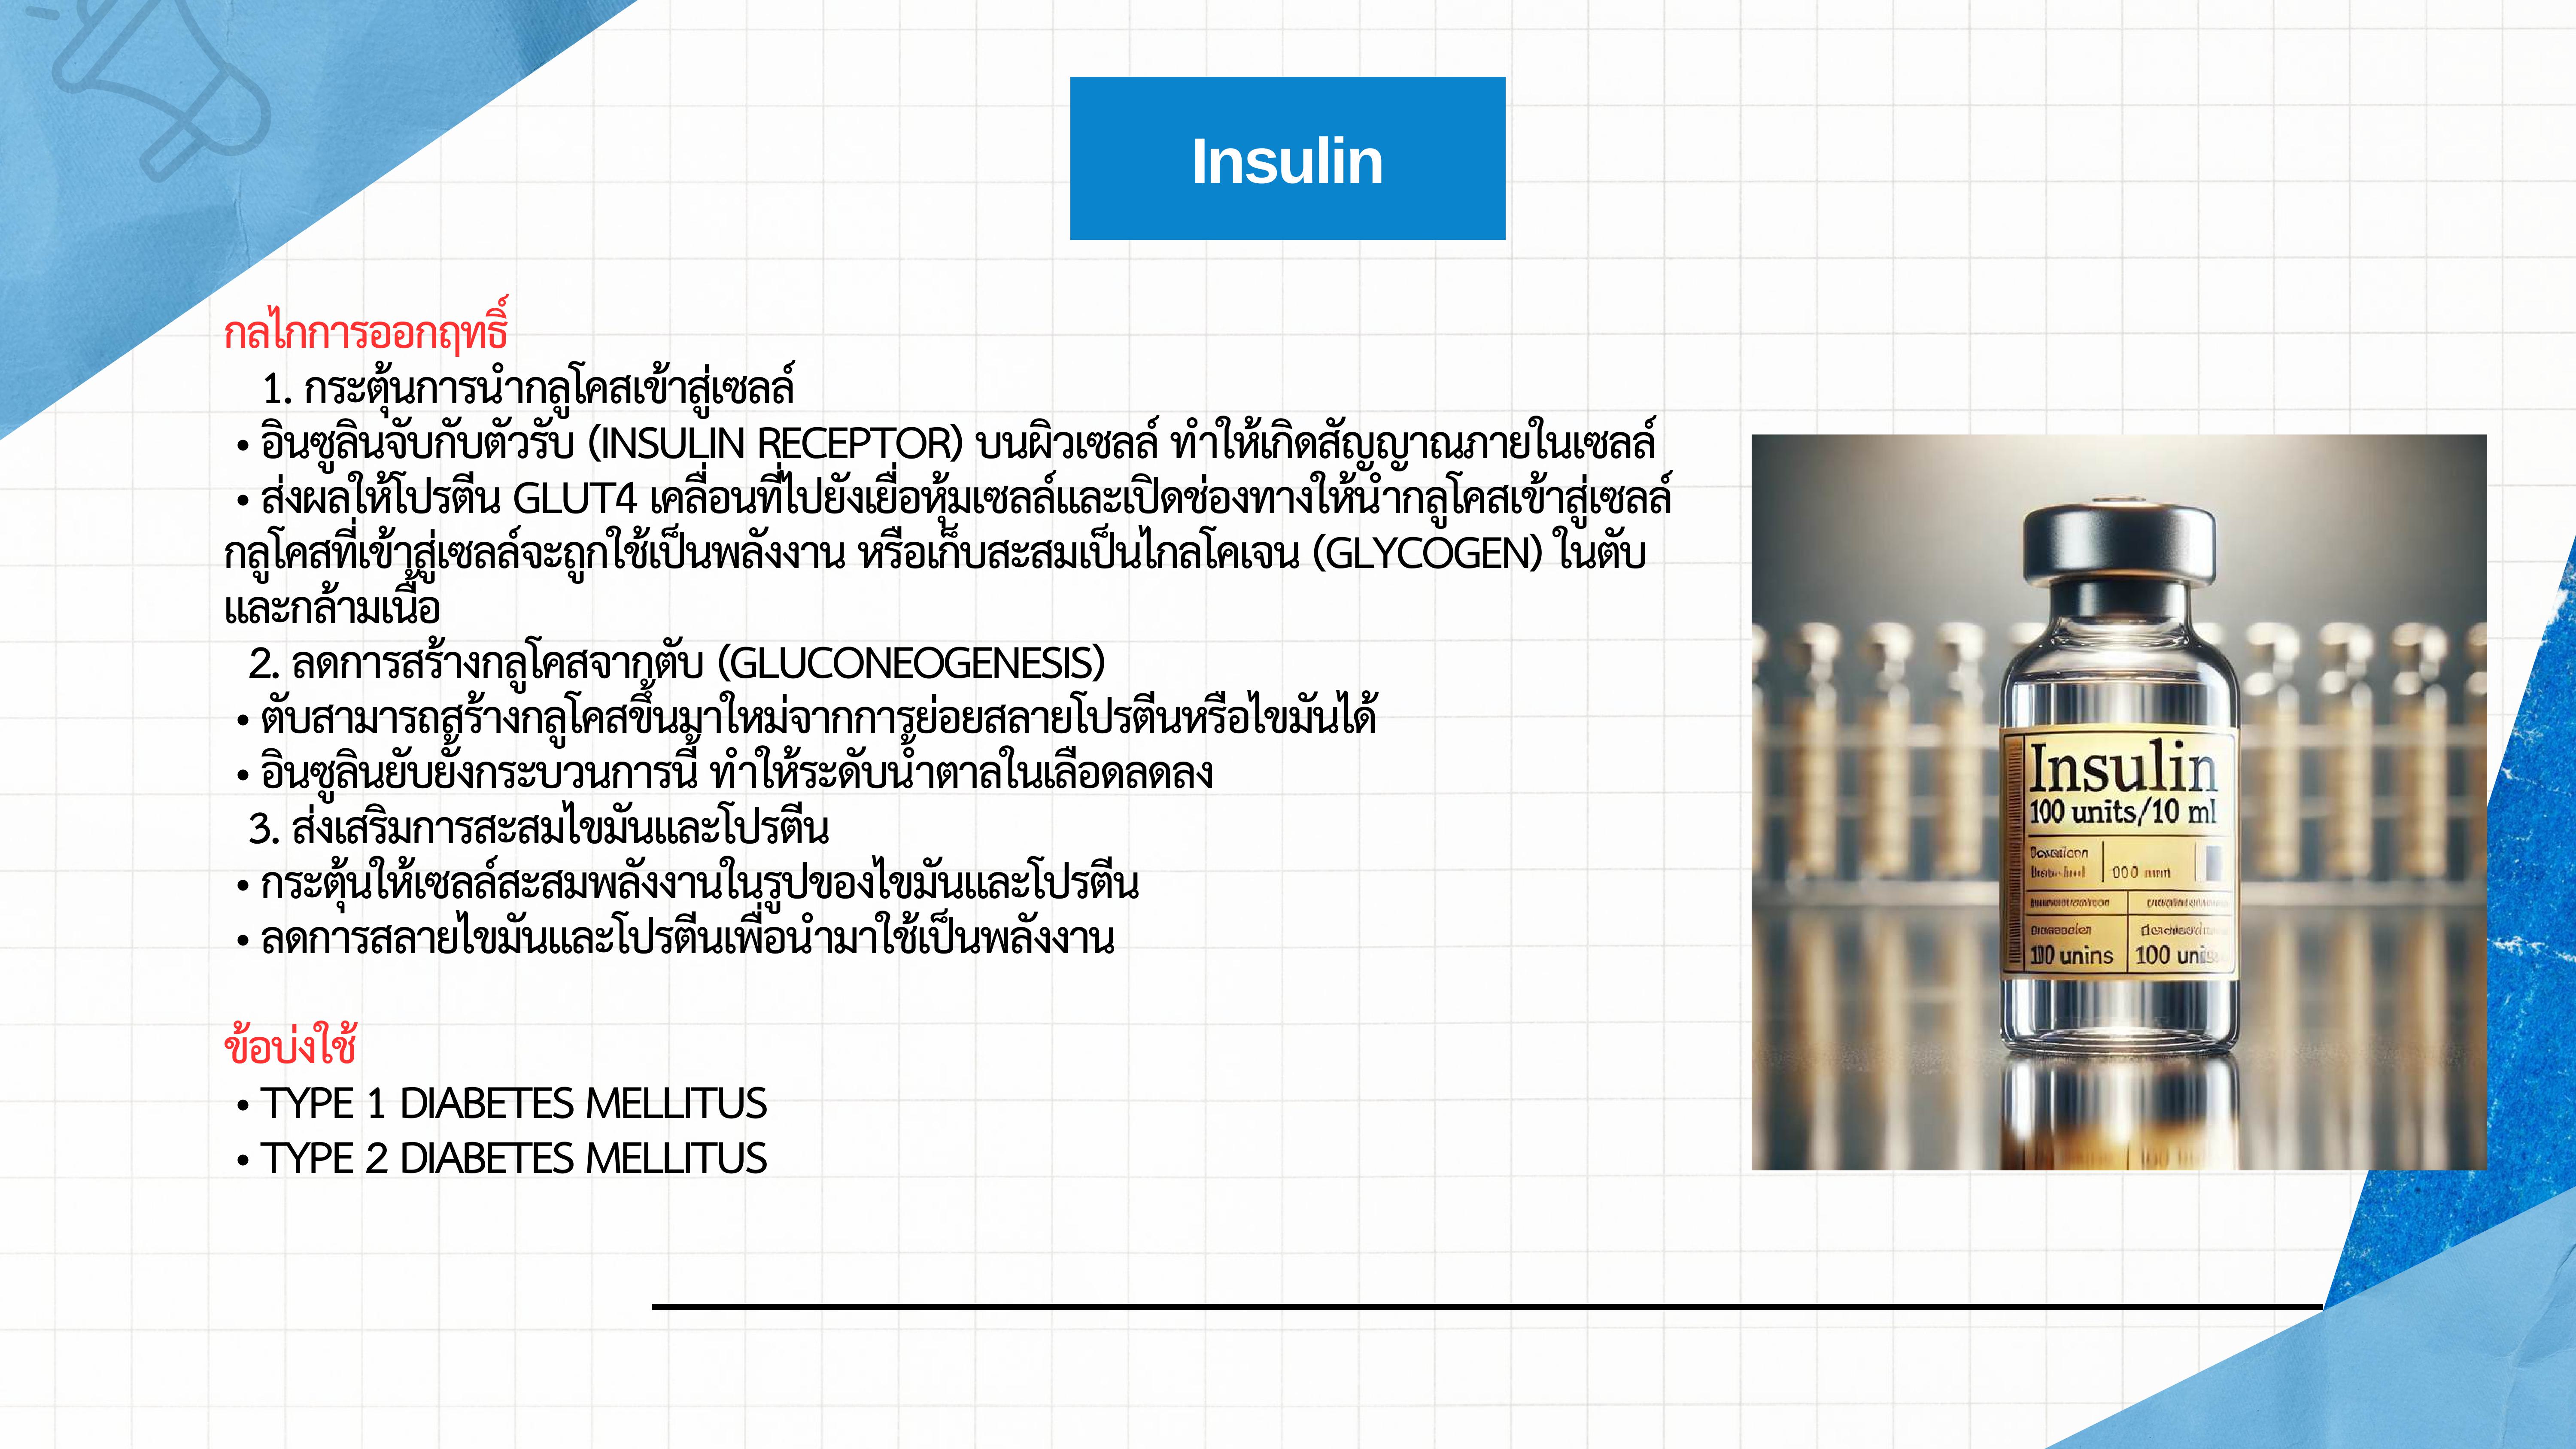 Insulin
กลไกการออกฤทธิ์
1. กระตุ้นการนำกลูโคสเข้าสู่เซลล์
• อินซูลินจับกับตัวรับ (INSULIN RECEPTOR) บนผิวเซลล์ ทำให้เกิดสัญญาณภายในเซลล์
• ส่งผลให้โปรตีน GLUT4 เคลื่อนที่ไปยังเยื่อหุ้มเซลล์และเปิดช่องทางให้นำกลูโคสเข้าสู่เซลล์
กลูโคสที่เข้าสู่เซลล์จะถูกใช้เป็นพลังงาน หรือเก็บสะสมเป็นไกลโคเจน (GLYCOGEN) ในตับ
และกล้ามเนื้อ
2. ลดการสร้างกลูโคสจากตับ (GLUCONEOGENESIS)
• ตับสามารถสร้างกลูโคสขึ้นมาใหม่จากการย่อยสลายโปรตีนหรือไขมันได้
• อินซูลินยับยั้งกระบวนการนี้ ทำให้ระดับน้ำตาลในเลือดลดลง
3. ส่งเสริมการสะสมไขมันและโปรตีน
• กระตุ้นให้เซลล์สะสมพลังงานในรูปของไขมันและโปรตีน
• ลดการสลายไขมันและโปรตีนเพื่อนำมาใช้เป็นพลังงาน
ข้อบ่งใช้
• TYPE 1 DIABETES MELLITUS
• TYPE 2 DIABETES MELLITUS
Insulin
100 units/10 ml
100 unins
100